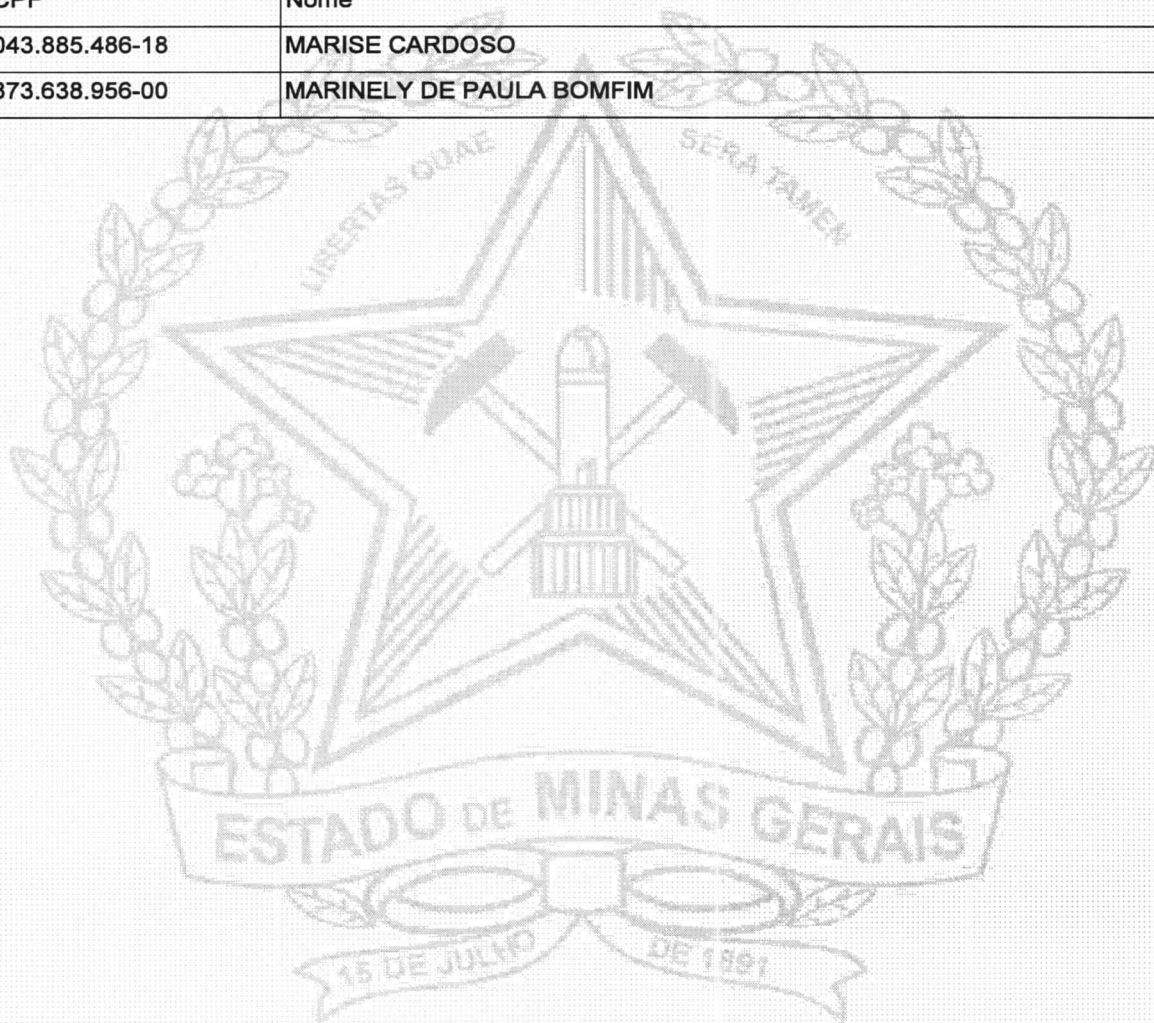 CPF Nome
043.885.486-18 MARISE CARDOSO
873.638.956-00 MARINELY DE PAULA BOMFIM
LIBERTAS QUAE SERA TAMEN
ESTADO DE MINAS GERAIS
15 DE JULHO DE 1891